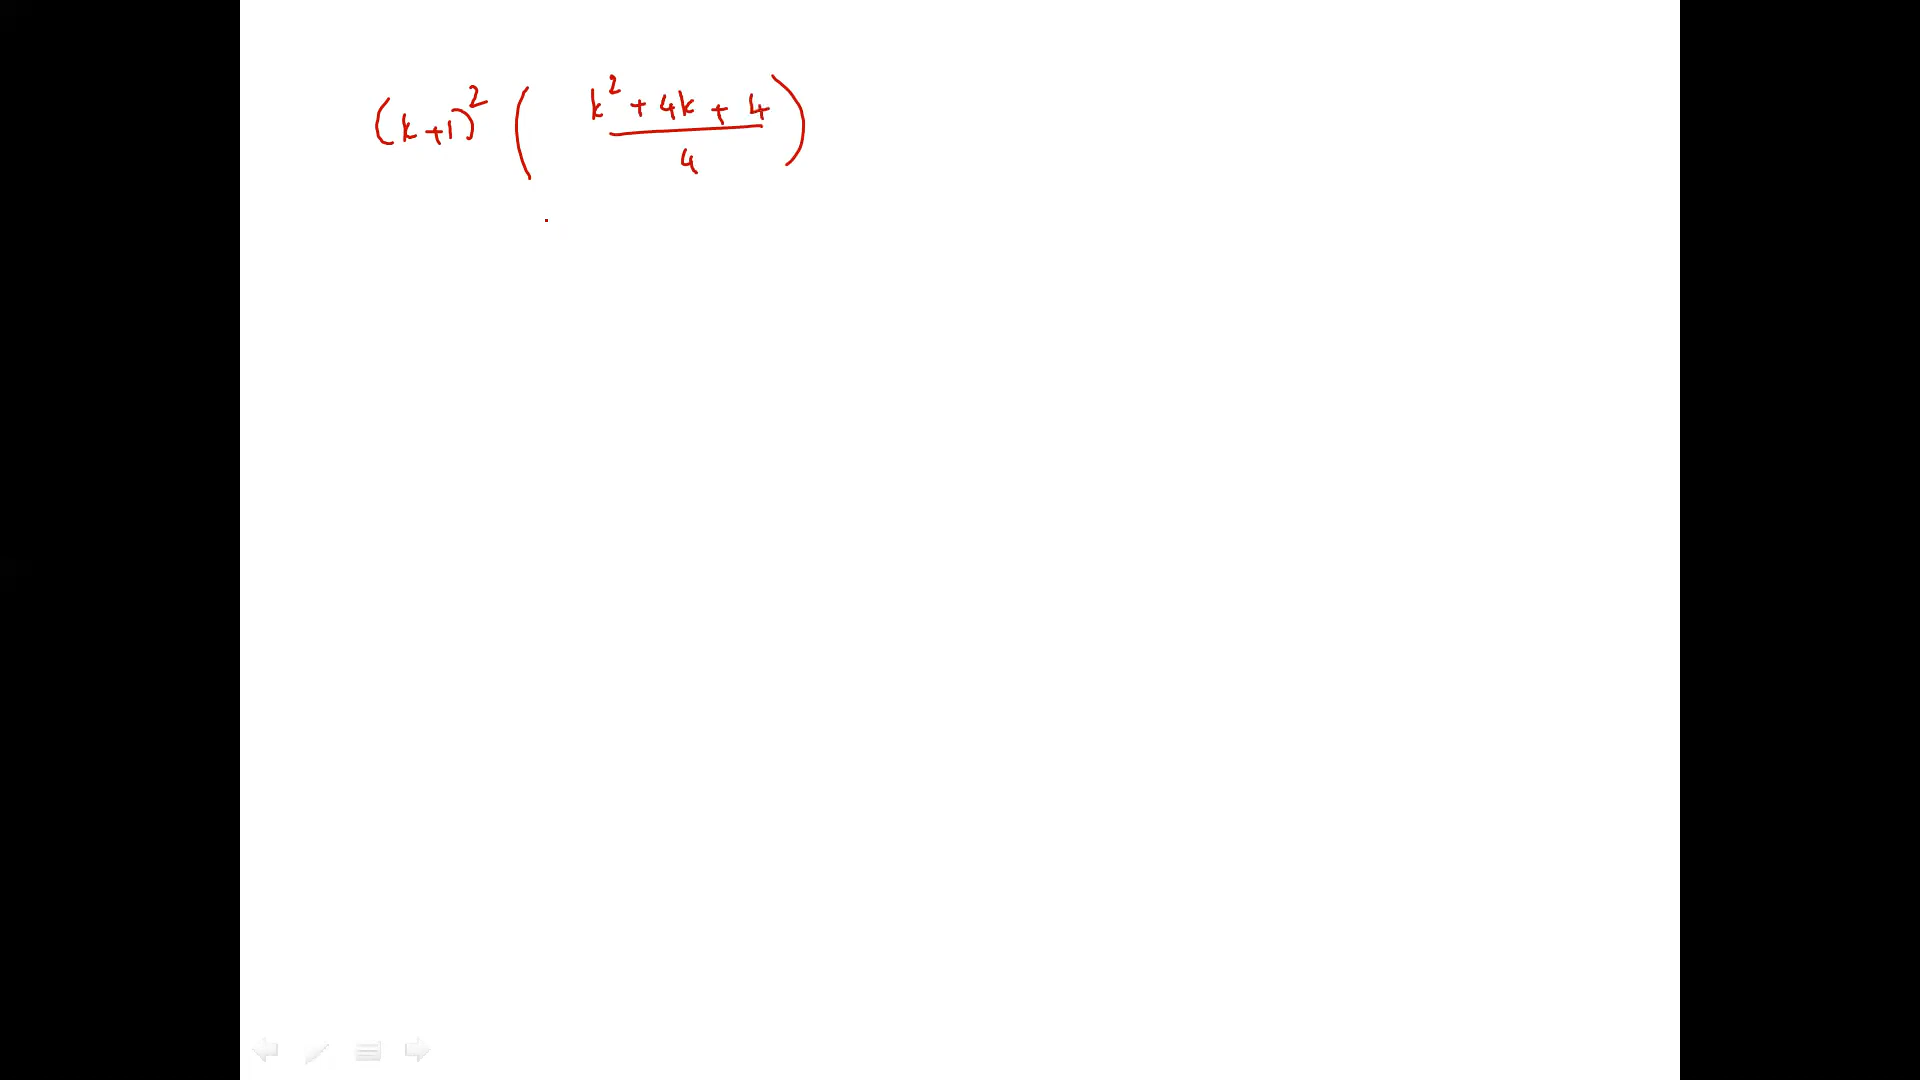 (k+1)² ( (k² + 4k + 4) / 4 )